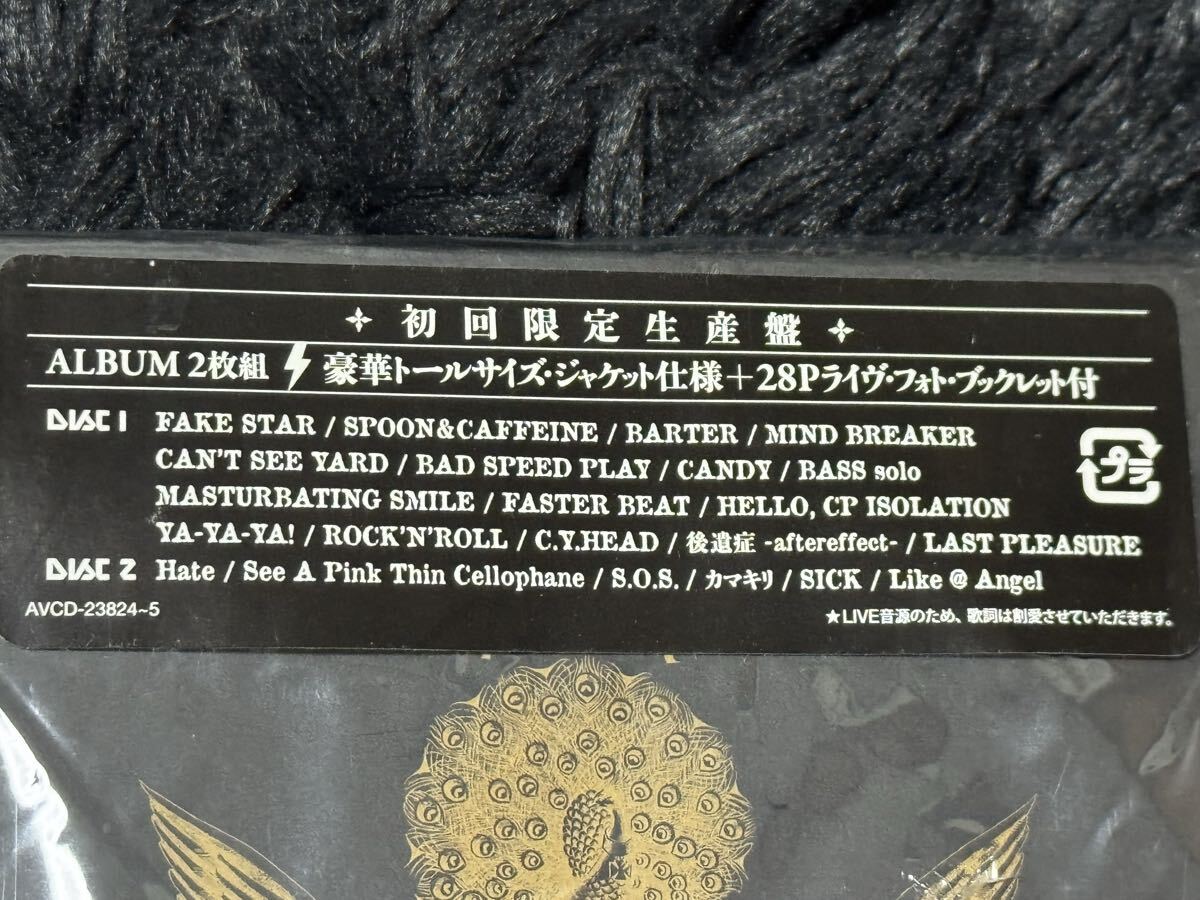 初回限定生産盤
ALBUM 2枚組 豪華トールサイズ・ジャケット仕様+28Pライヴ・フォト・ブックレット付
DISC 1 FAKE STAR / SPOON&CAFFEINE / BARTER / MIND BREAKER
CAN'T SEE YARD / BAD SPEED PLAY / CANDY / BASS solo
MASTURBATING SMILE / FASTER BEAT / HELLO, CP ISOLATION
YA-YA-YA! / ROCK'N'ROLL / C.Y.HEAD / 後遺症 -aftereffect- / LAST PLEASURE
DISC 2 Hate / See A Pink Thin Cellophane / S.O.S. / カマキリ / SICK / Like @ Angel
プラ
AVCD-23824~5
★LIVE音源のため、歌詞は割愛させていただきます。